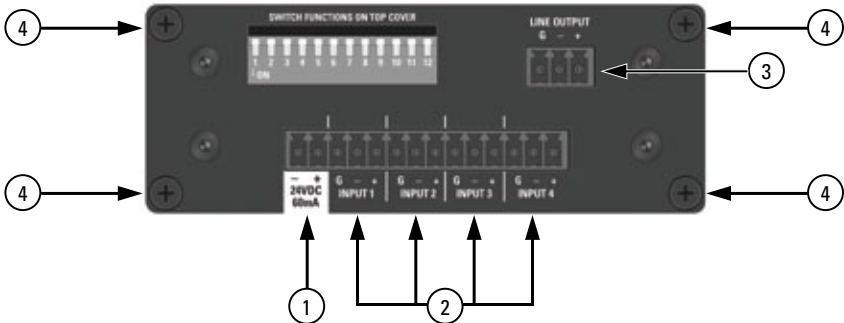 SWITCH FUNCTIONS ON TOP COVER
1 2 3 4 5 6 7 8 9 10 11 12
ON
LINE OUTPUT
G − +
4
4
3
− +
24VDC
60mA
G − +
INPUT 1
G − +
INPUT 2
G − +
INPUT 3
G − +
INPUT 4
4
4
1
2